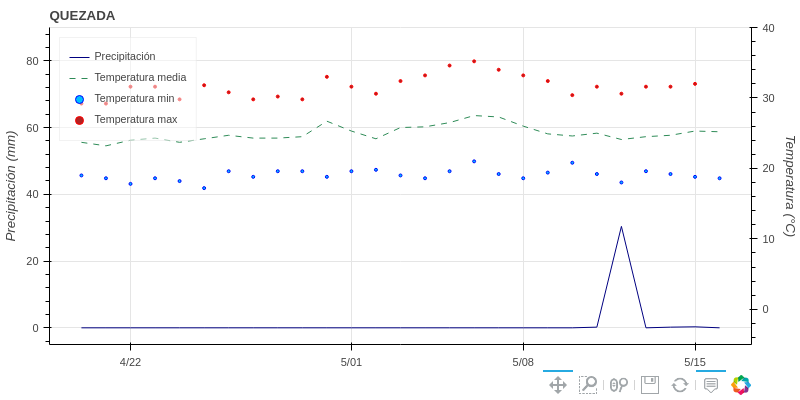 QUEZADA
Precipitación
Temperatura media
Temperatura min
Temperatura max
Precipitación (mm)
80
60
40
20
0
Temperatura (°C)
40
30
20
10
0
4/22
5/01
5/08
5/15